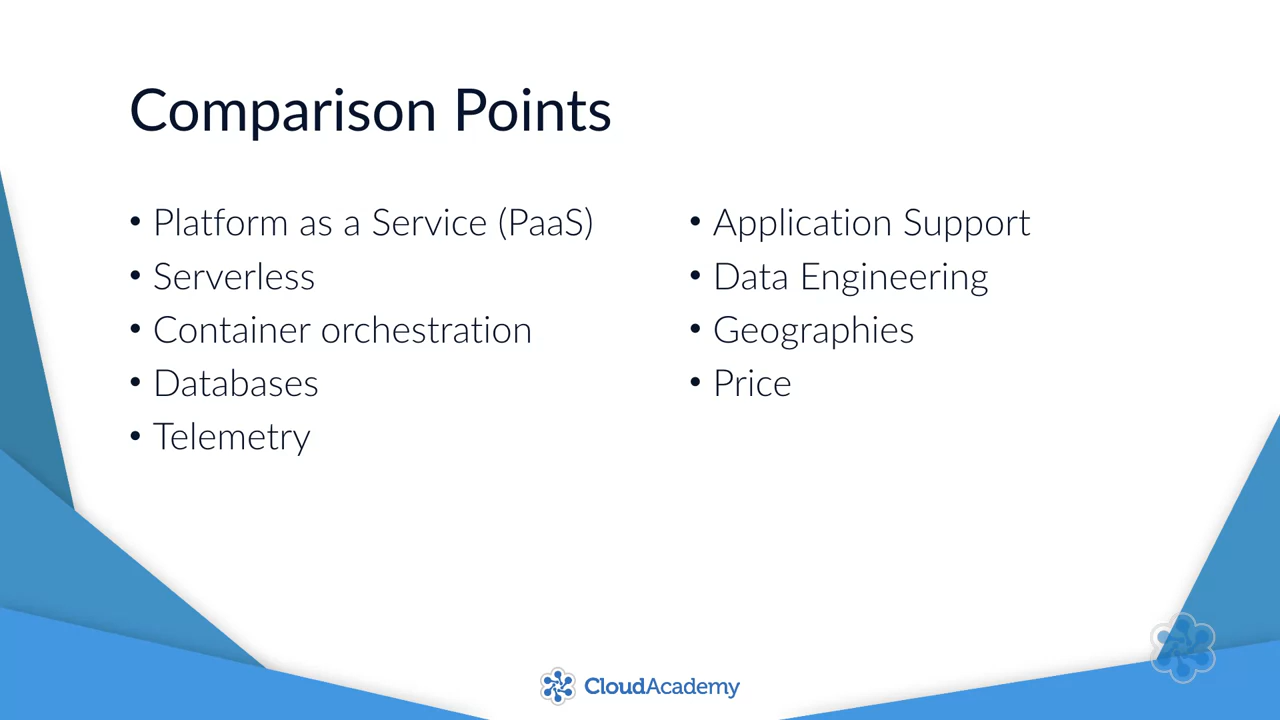 Comparison Points
• Platform as a Service (PaaS)
• Serverless
• Container orchestration
• Databases
• Telemetry
• Application Support
• Data Engineering
• Geographies
• Price
CloudAcademy